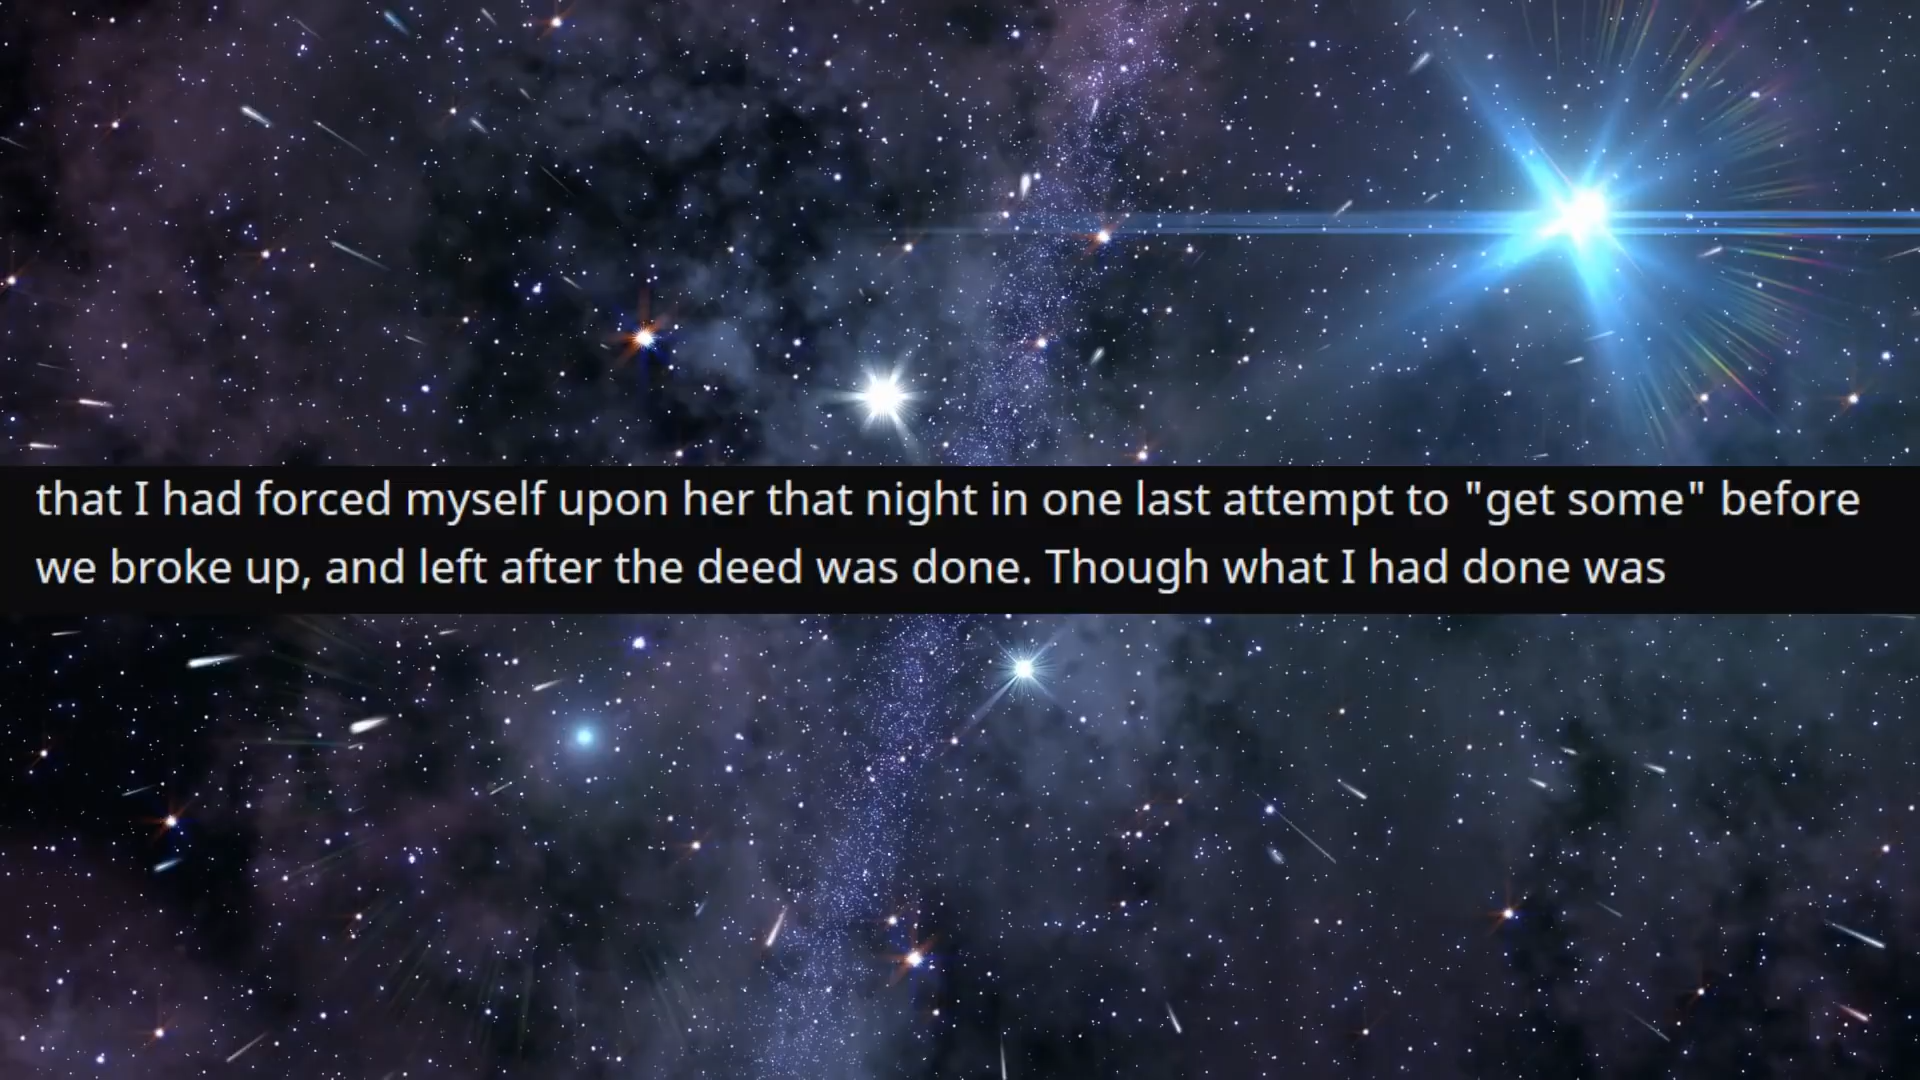 that I had forced myself upon her that night in one last attempt to "get some" before
we broke up, and left after the deed was done. Though what I had done was